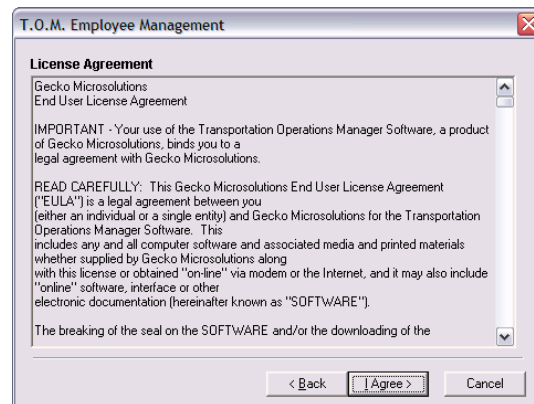 T.O.M. Employee Management
License Agreement
Gecko Microsolutions
End User License Agreement
IMPORTANT - Your use of the Transportation Operations Manager Software, a product
of Gecko Microsolutions, binds you to a
legal agreement with Gecko Microsolutions.
READ CAREFULLY: This Gecko Microsolutions End User License Agreement
("EULA") is a legal agreement between you
(either an individual or a single entity) and Gecko Microsolutions for the Transportation
Operations Manager Software. This
includes any and all computer software and associated media and printed materials
whether supplied by Gecko Microsolutions along
with this license or obtained "on-line" via modem or the Internet, and it may also include
"online" software, interface or other
electronic documentation (hereinafter known as "SOFTWARE").
The breaking of the seal on the SOFTWARE and/or the downloading of the
< Back
I Agree >
Cancel